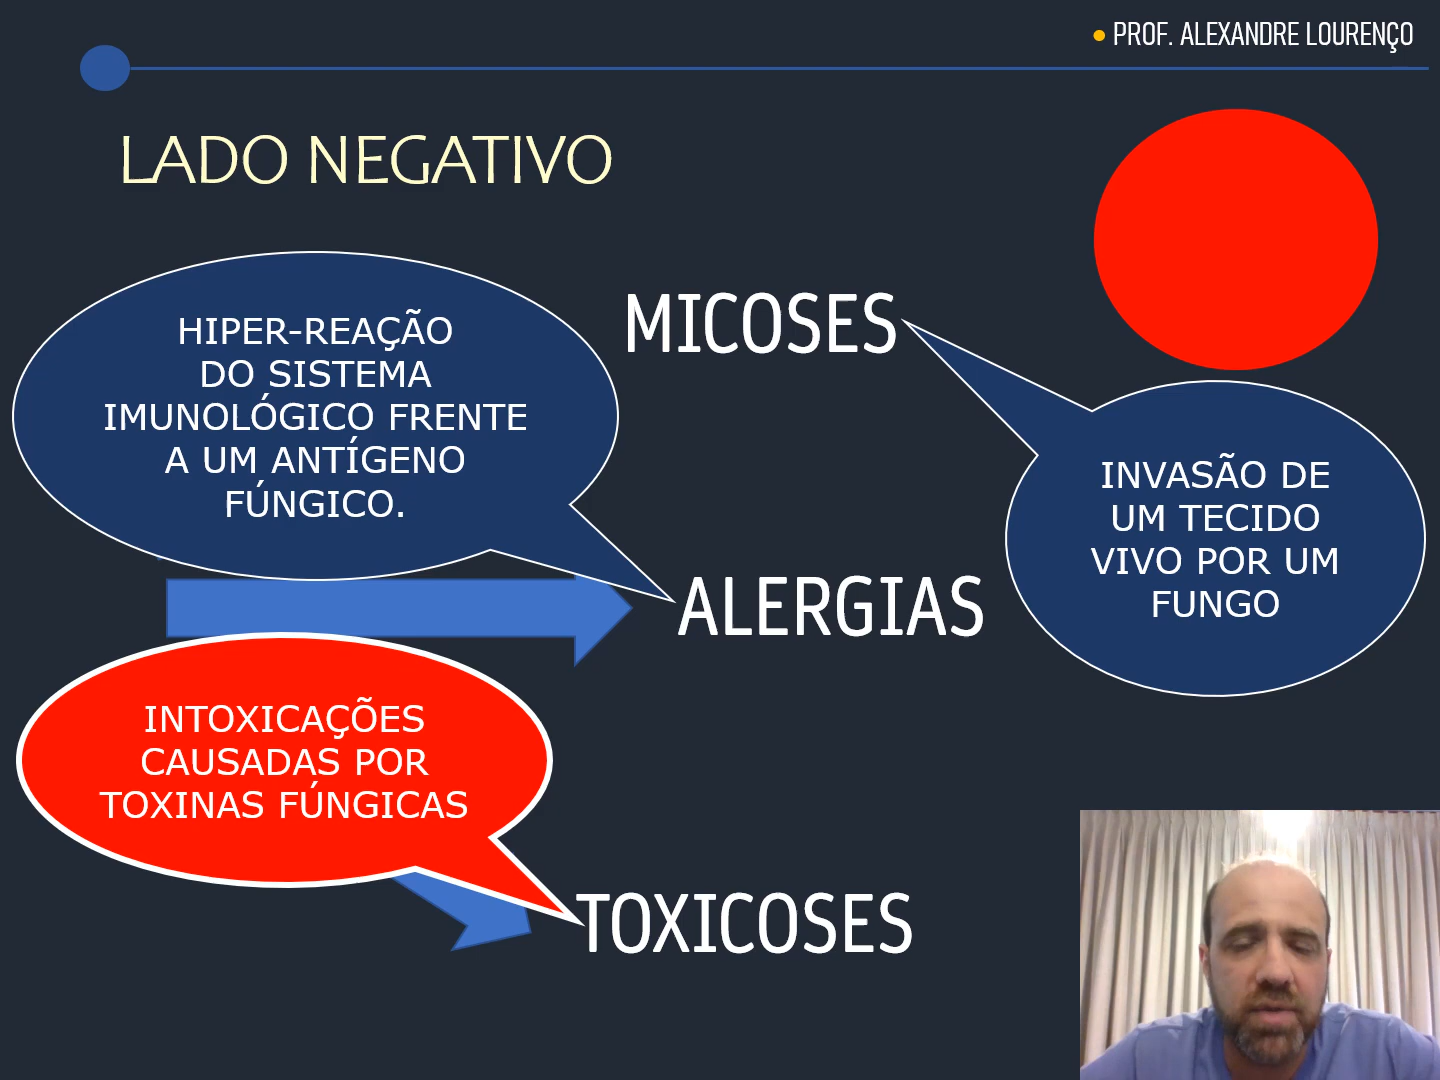 PROF. ALEXANDRE LOURENÇO
LADO NEGATIVO
HIPER-REAÇÃO
DO SISTEMA
IMUNOLÓGICO FRENTE
A UM ANTÍGENO
FÚNGICO.
MICOSES
INVASÃO DE
UM TECIDO
VIVO POR UM
FUNGO
ALERGIAS
INTOXICAÇÕES
CAUSADAS POR
TOXINAS FÚNGICAS
TOXICOSES